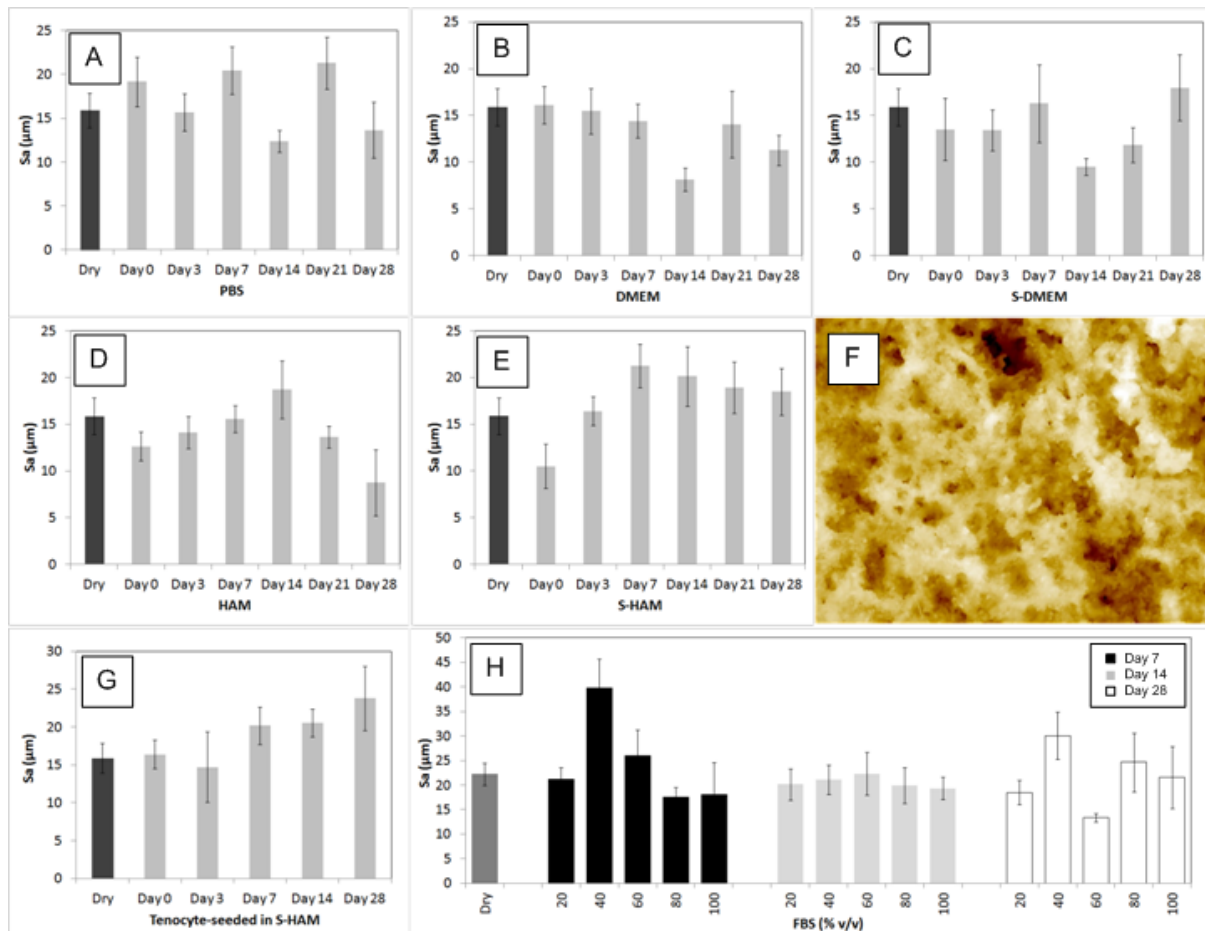 A
Sa (µm)
25
20
15
10
5
0
Dry Day 0 Day 3 Day 7 Day 14 Day 21 Day 28
PBS
B
Sa (µm)
25
20
15
10
5
0
Dry Day 0 Day 3 Day 7 Day 14 Day 21 Day 28
DMEM
C
Sa (µm)
25
20
15
10
5
0
Dry Day 0 Day 3 Day 7 Day 14 Day 21 Day 28
S-DMEM
D
Sa (µm)
25
20
15
10
5
0
Dry Day 0 Day 3 Day 7 Day 14 Day 21 Day 28
HAM
E
Sa (µm)
25
20
15
10
5
0
Dry Day 0 Day 3 Day 7 Day 14 Day 21 Day 28
S-HAM
F
G
Sa (µm)
30
25
20
15
10
5
0
Dry Day 0 Day 3 Day 7 Day 14 Day 28
Tenocyte-seeded in S-HAM
H
Sa (µm)
50
45
40
35
30
25
20
15
10
5
0
Day 7
Day 14
Day 28
Dry 20 40 60 80 100 20 40 60 80 100 20 40 60 80 100
FBS (% v/v)